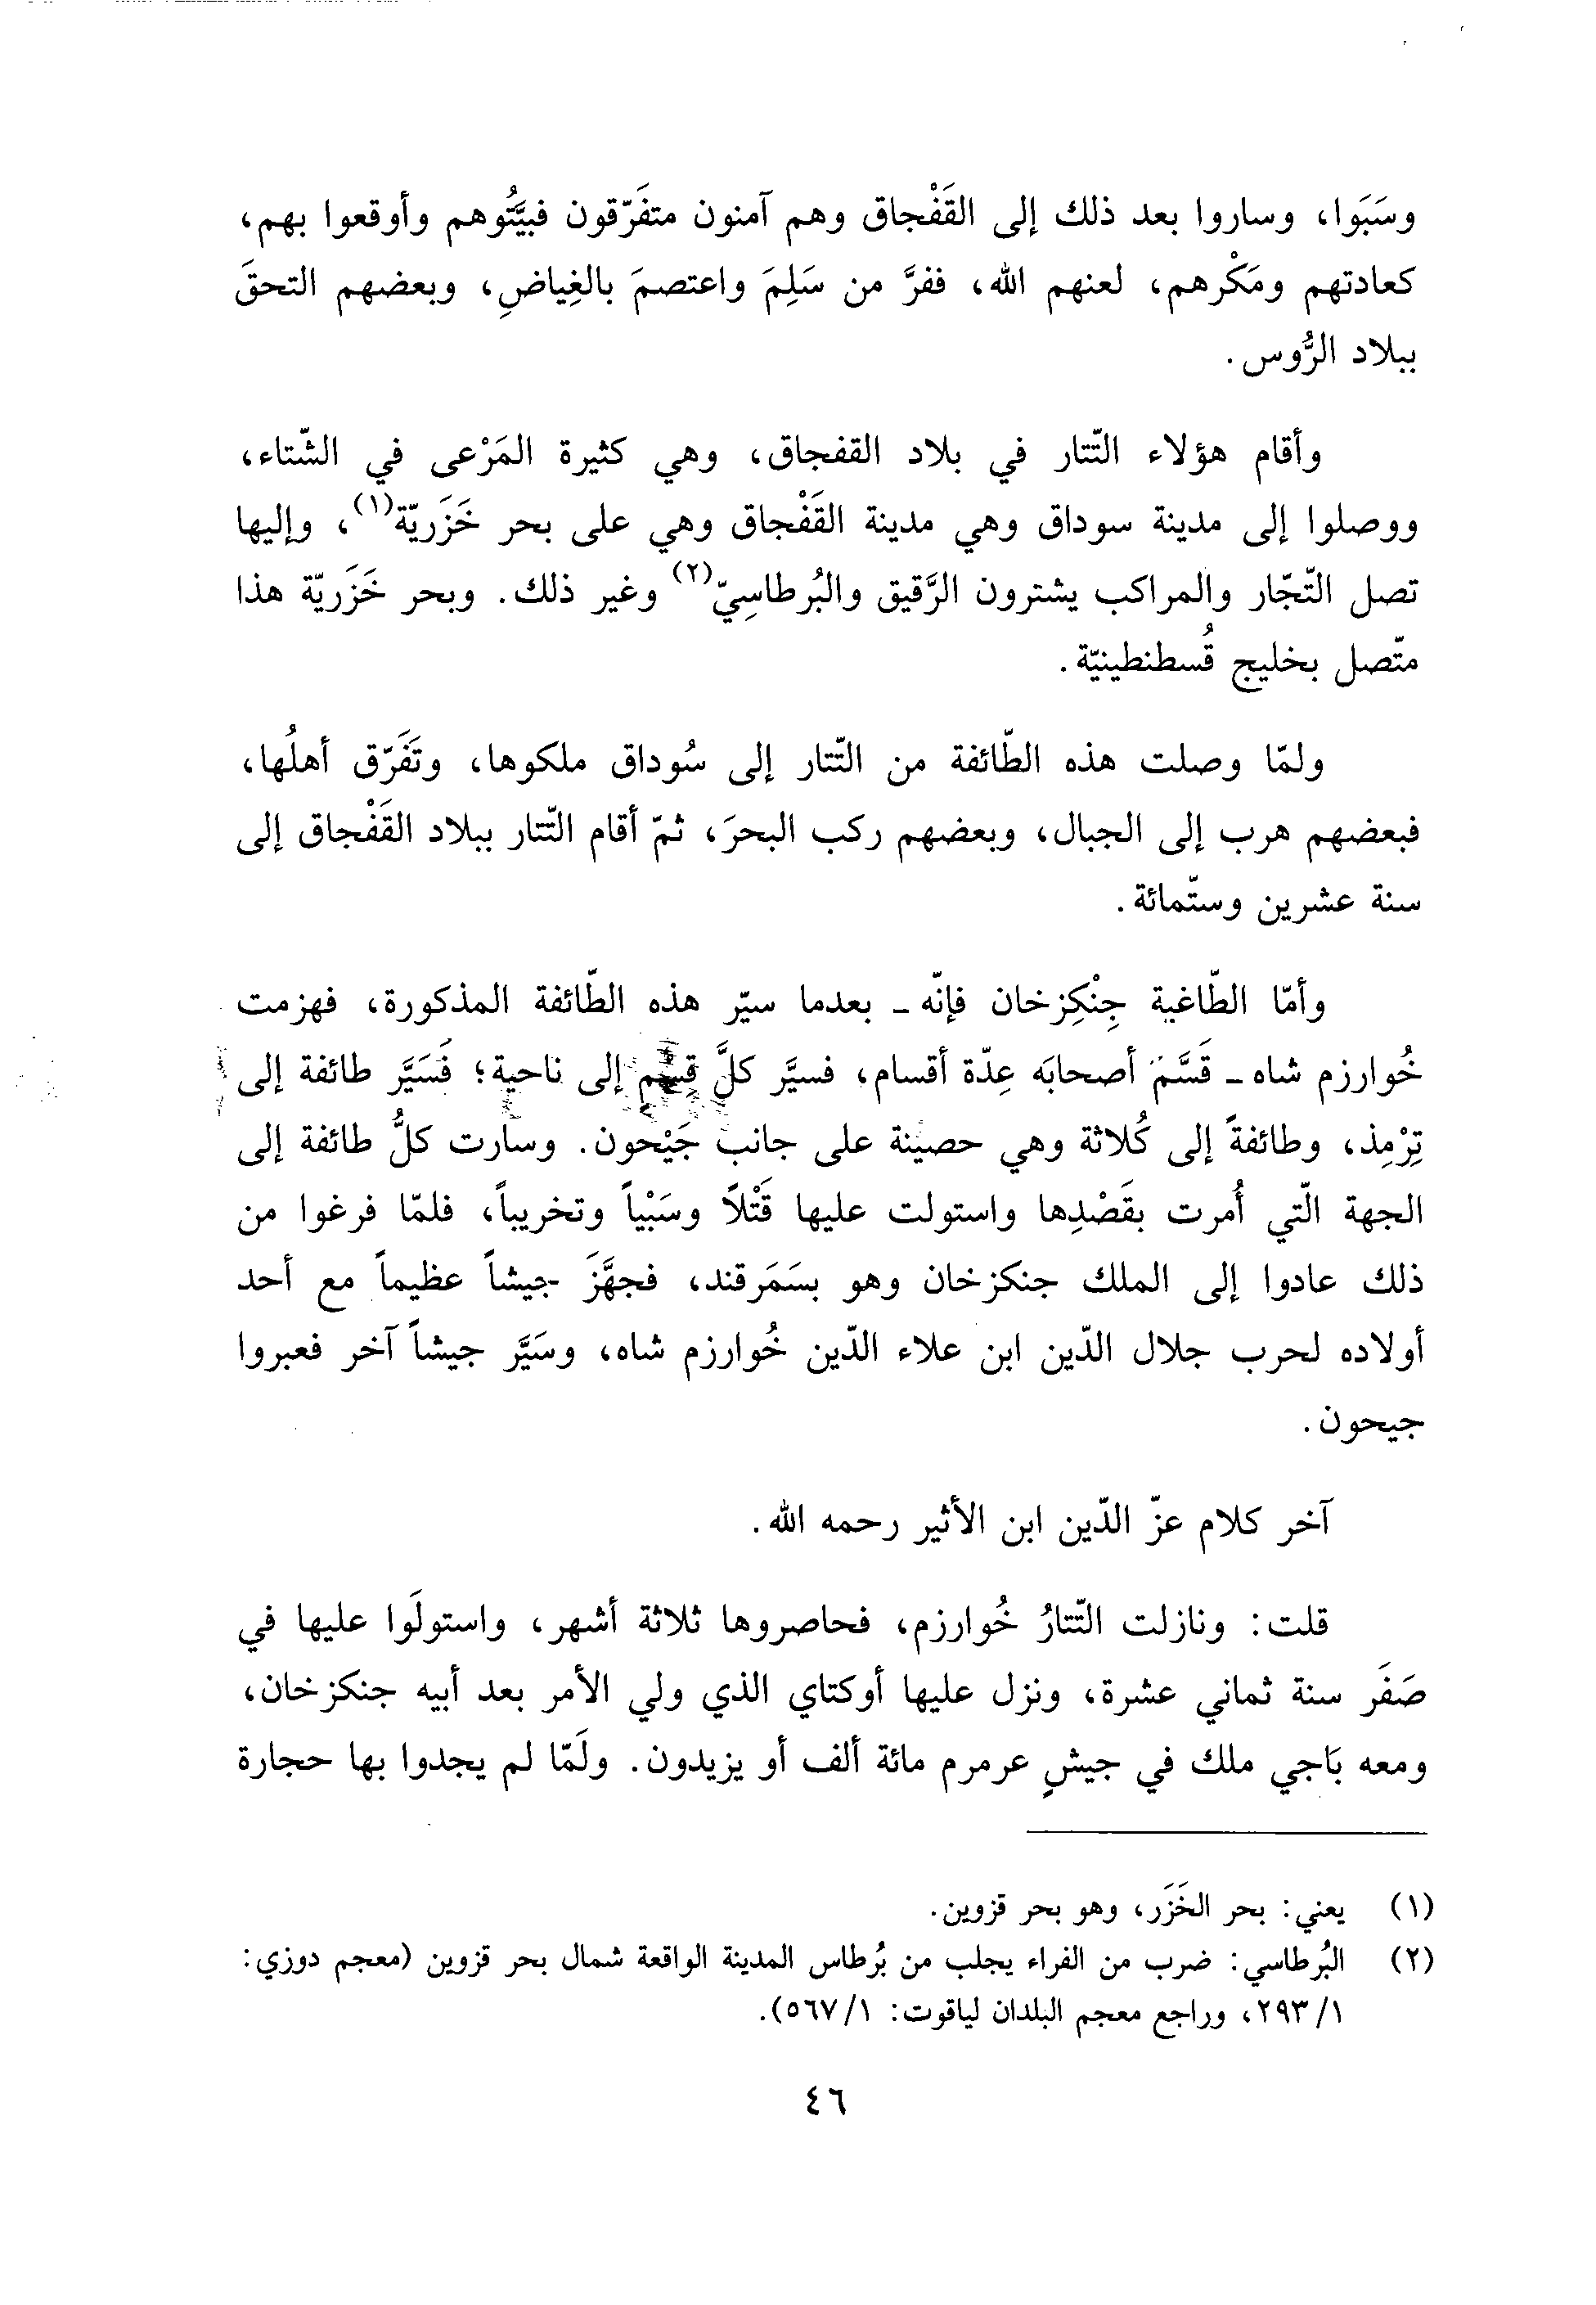 وسَبَوا، وساروا بعد ذلك إلى القَفْجاق وهم آمنون متفَرّقون فبيَّتُوهم وأوقعوا بهم،
كعادتهم ومَكْرهم، لعنهم الله، ففرَّ من سَلِمَ واعتصمَ بالغِياضِ، وبعضهم التحقَ
ببلاد الرُّوس.
وأقام هؤلاء التّتار في بلاد القفجاق، وهي كثيرة المَرْعى في الشّتاء،
ووصلوا إلى مدينة سوداق وهي مدينة القَفْجاق وهي على بحر خَزَريّة(١)، وإليها
تصل التّجّار والمراكب يشترون الرَّقيق والبُرطاسِيّ(٢) وغير ذلك. وبحر خَزَريّة هذا
متّصل بخليج قُسطنطينيّة.
ولمّا وصلت هذه الطّائفة من التّتار إلى سُوداق ملكوها، وتَفَرّق أهلُها،
فبعضهم هرب إلى الجبال، وبعضهم ركب البحرَ، ثمّ أقام التّتار ببلاد القَفْجاق إلى
سنة عشرين وستّمائة.
وأمّا الطّاغية جِنْكِزخان فإنّه ـ بعدما سيّر هذه الطّائفة المذكورة، فهزمت
خُوارزم شاه ـ قَسَّمَ أصحابَه عِدّة أقسام، فسيَّر كلَّ قِسم إلى ناحية؛ فَسَيَّر طائفة إلى
تِرْمِذ، وطائفةً إلى كُلاثة وهي حصينة على جانب جَيْحون. وسارت كلُّ طائفة إلى
الجهة الّتي أُمرت بقَصْدِها واستولت عليها قَتْلاً وسَبْياً وتخريباً، فلمّا فرغوا من
ذلك عادوا إلى الملك جنكزخان وهو بسَمَرقند، فجهَّزَ جيشاً عظيماً مع أحد
أولاده لحرب جلال الدّين ابن علاء الدّين خُوارزم شاه، وسَيَّر جيشاً آخر فعبروا
جيحون.
آخر كلام عزّ الدّين ابن الأثير رحمه الله.
قلت: ونازلت التّتارُ خُوارزم، فحاصروها ثلاثة أشهر، واستولَوا عليها في
صَفَر سنة ثماني عشرة، ونزل عليها أوكتاي الذي ولي الأمر بعد أبيه جنكزخان،
ومعه بَاجي ملك في جيشٍ عرمرم مائة ألف أو يزيدون. ولَمّا لم يجدوا بها حجارة
(١) يعني: بحر الخَزَر، وهو بحر قزوين.
(٢) البُرطاسي: ضرب من الفراء يجلب من بُرطاس المدينة الواقعة شمال بحر قزوين (معجم دوزي:
١/ ٢٩٣، وراجع معجم البلدان لياقوت: ١/ ٥٦٧).
٤٦